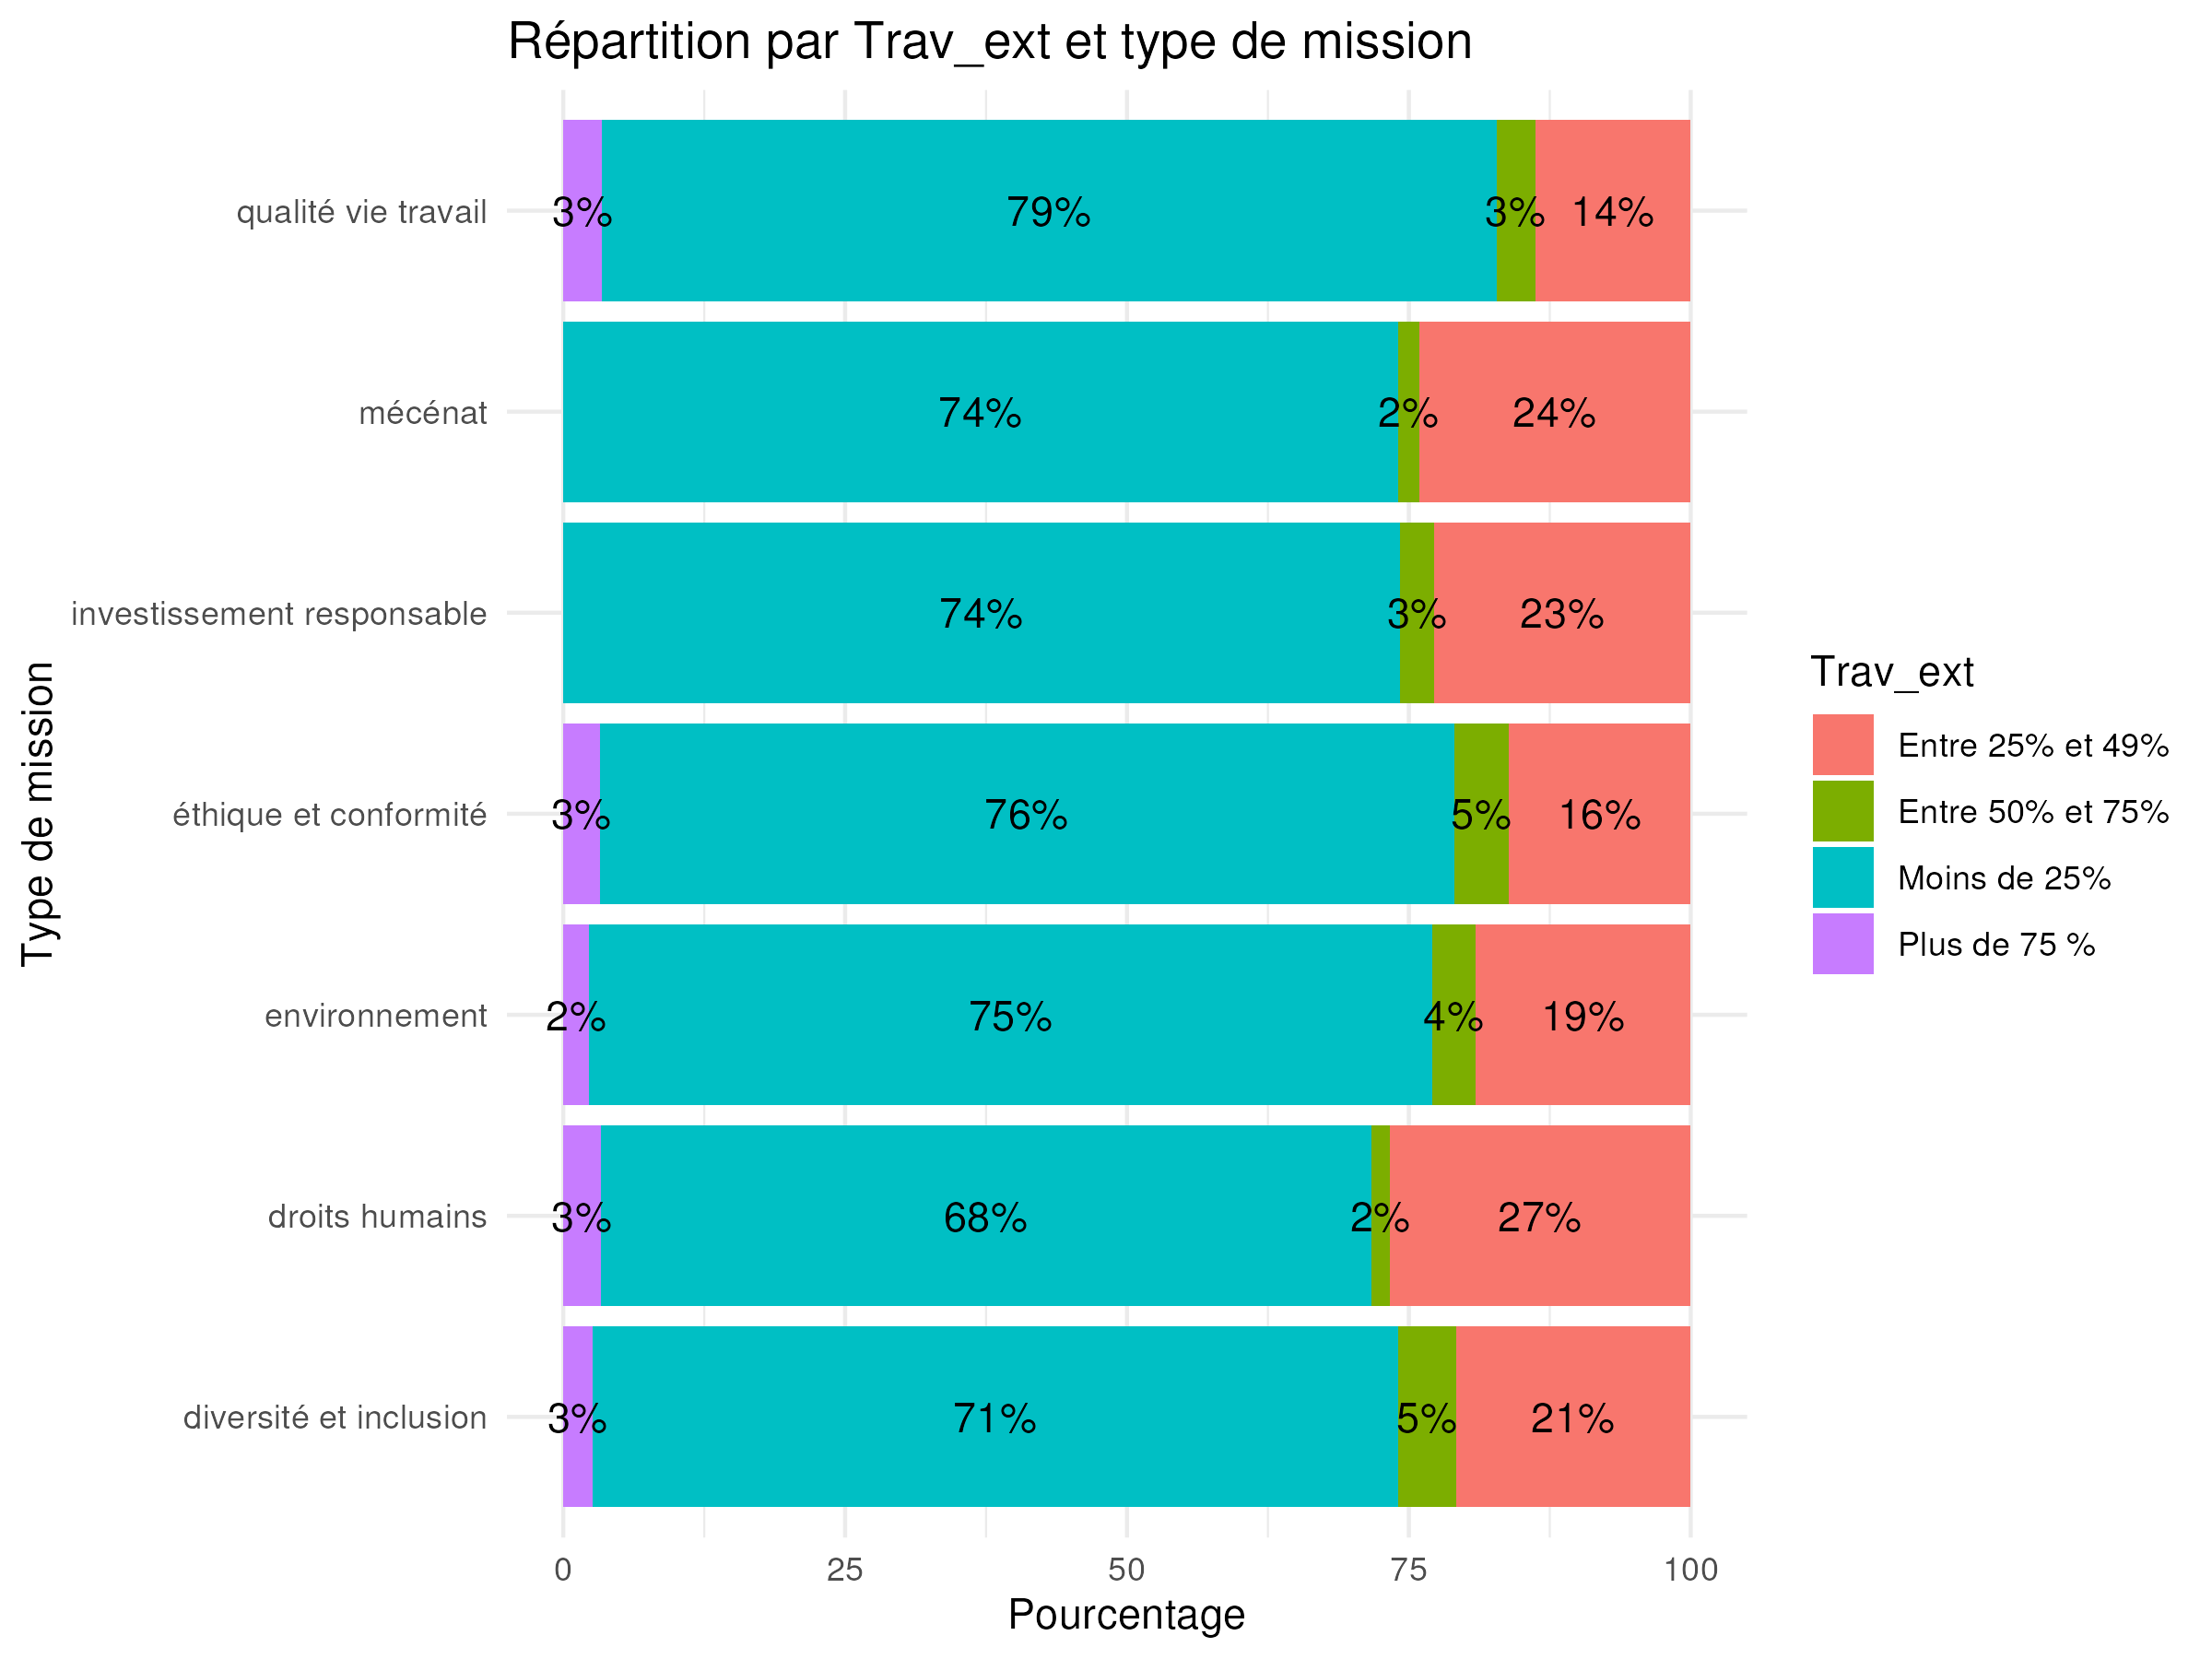 Répartition par Trav_ext et type de mission
qualité vie travail
3% 79% 3% 14%
mécénat
74% 2% 24%
investissement responsable
74% 3% 23%
éthique et conformité
3% 76% 5% 16%
environnement
2% 75% 4% 19%
droits humains
3% 68% 2% 27%
diversité et inclusion
3% 71% 5% 21%
0 25 50 75 100
Pourcentage
Type de mission
Trav_ext
Entre 25% et 49%
Entre 50% et 75%
Moins de 25%
Plus de 75 %